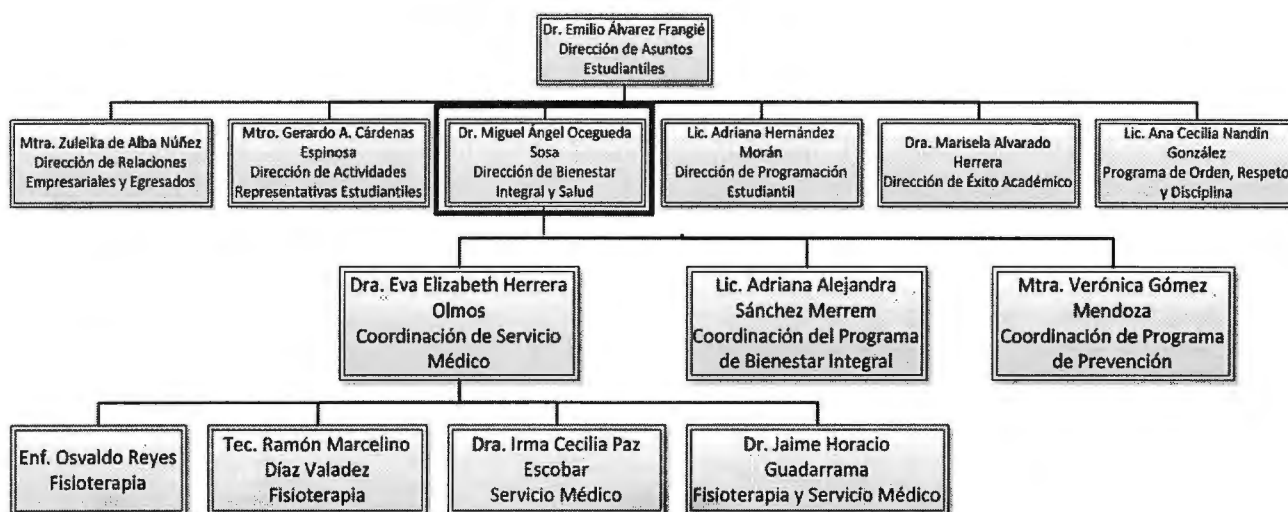 Dr. Emilio Álvarez Frangié
Dirección de Asuntos
Estudiantiles
Mtra. Zuleika de Alba Núñez
Dirección de Relaciones
Empresariales y Egresados
Mtro. Gerardo A. Cárdenas
Espinosa
Dirección de Actividades
Representativas Estudiantiles
Dr. Miguel Ángel Ocegueda
Sosa
Dirección de Bienestar
Integral y Salud
Lic. Adriana Hernández
Morán
Dirección de Programación
Estudiantil
Dra. Marisela Alvarado
Herrera
Dirección de Éxito Académico
Lic. Ana Cecilia Nandín
González
Programa de Orden, Respeto
y Disciplina
Dra. Eva Elizabeth Herrera
Olmos
Coordinación de Servicio
Médico
Lic. Adriana Alejandra
Sánchez Merrem
Coordinación del Programa
de Bienestar Integral
Mtra. Verónica Gómez
Mendoza
Coordinación de Programa
de Prevención
Enf. Osvaldo Reyes
Fisioterapia
Tec. Ramón Marcelino
Díaz Valadez
Fisioterapia
Dra. Irma Cecilia Paz
Escobar
Servicio Médico
Dr. Jaime Horacio
Guadarrama
Fisioterapia y Servicio Médico